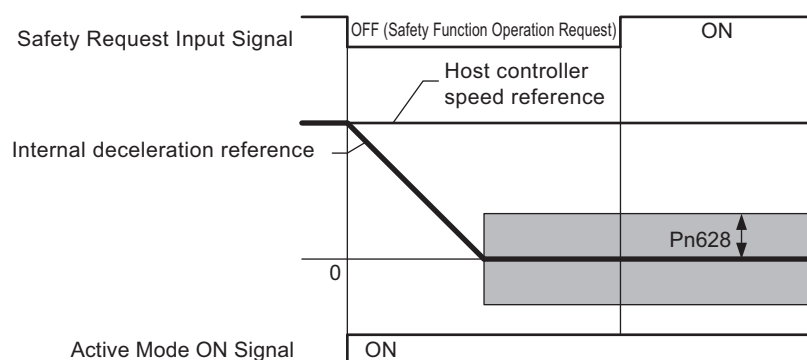 Safety Request Input Signal
OFF (Safety Function Operation Request)
ON
Host controller
speed reference
Internal deceleration reference
Pn628
0
Active Mode ON Signal
ON